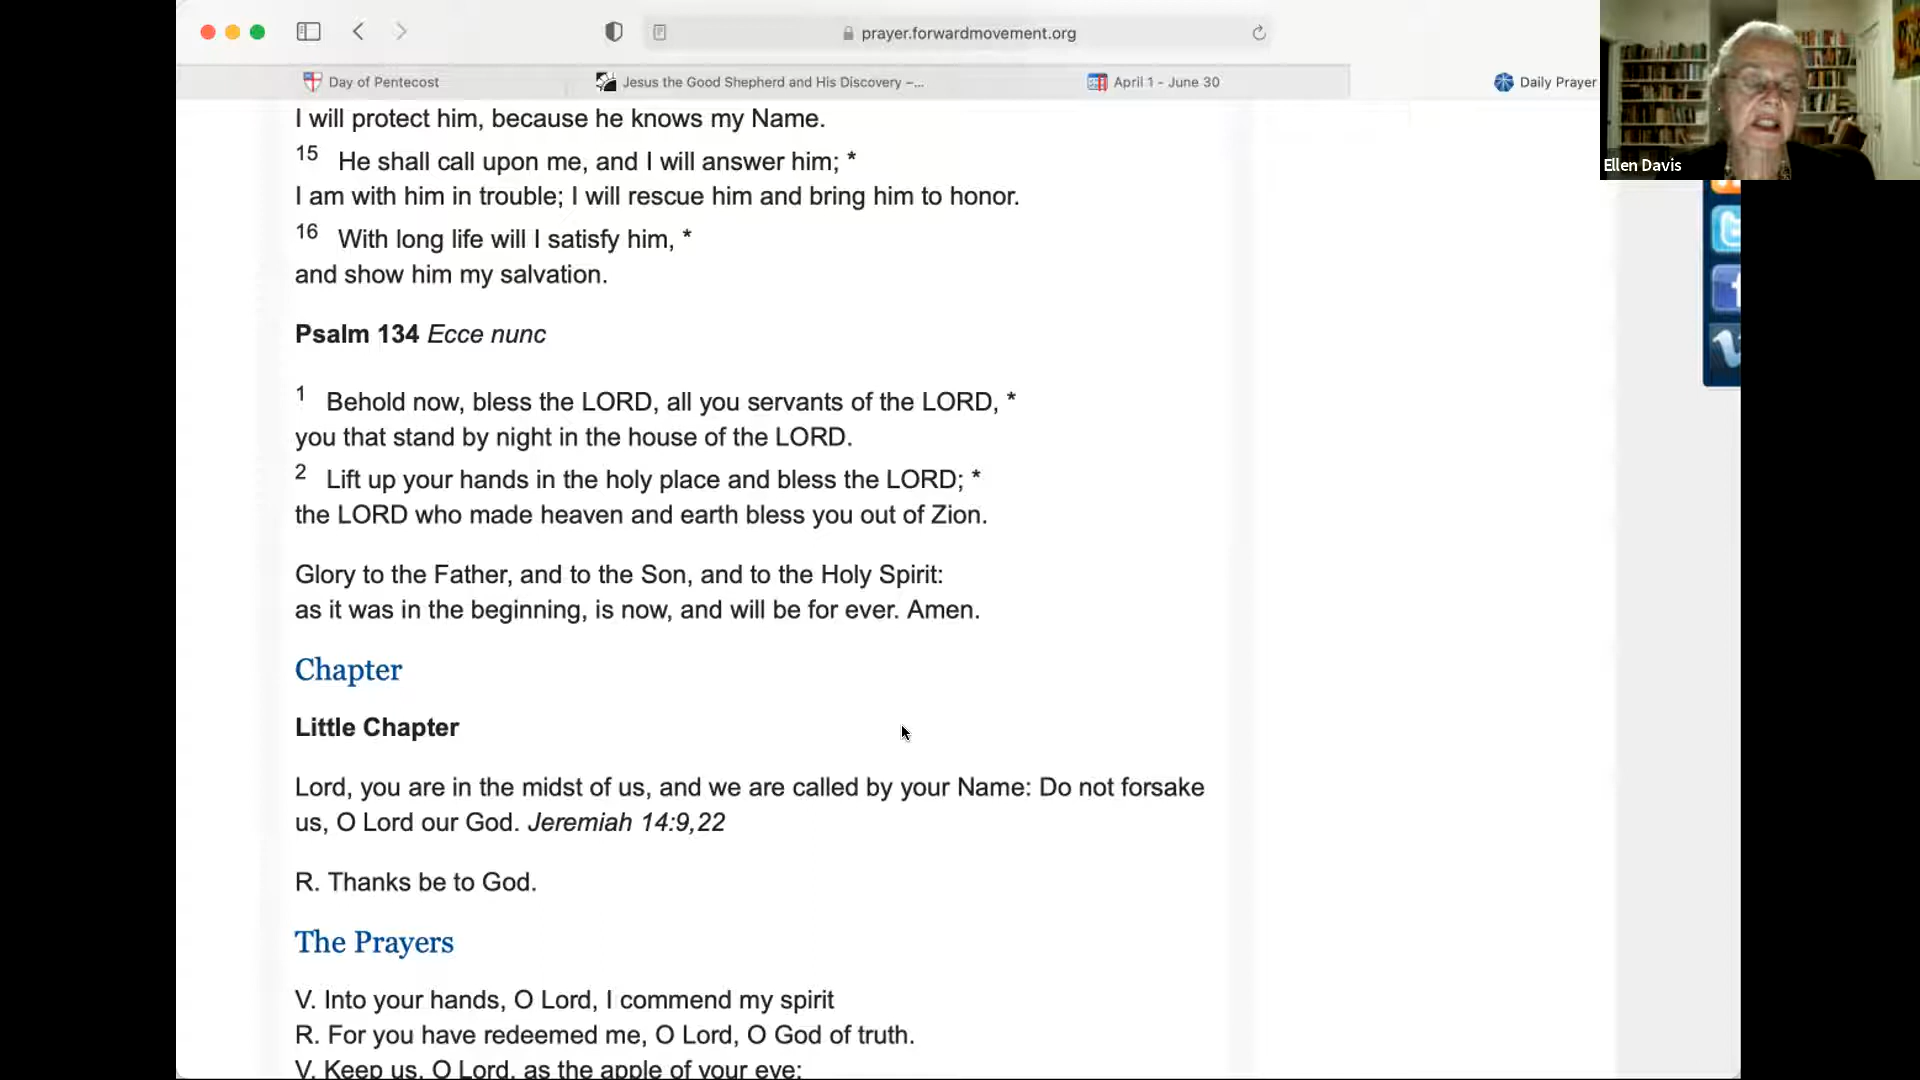 prayer.forwardmovement.org
Day of Pentecost
Jesus the Good Shepherd and His Discovery –...
April 1 - June 30
Daily Prayer
Ellen Davis
I will protect him, because he knows my Name.
15 He shall call upon me, and I will answer him; *
I am with him in trouble; I will rescue him and bring him to honor.
16 With long life will I satisfy him, *
and show him my salvation.
Psalm 134 Ecce nunc
1 Behold now, bless the LORD, all you servants of the LORD, *
you that stand by night in the house of the LORD.
2 Lift up your hands in the holy place and bless the LORD; *
the LORD who made heaven and earth bless you out of Zion.
Glory to the Father, and to the Son, and to the Holy Spirit:
as it was in the beginning, is now, and will be for ever. Amen.
Chapter
Little Chapter
Lord, you are in the midst of us, and we are called by your Name: Do not forsake
us, O Lord our God. Jeremiah 14:9,22
R. Thanks be to God.
The Prayers
V. Into your hands, O Lord, I commend my spirit
R. For you have redeemed me, O Lord, O God of truth.
V. Keep us, O Lord, as the apple of your eye;